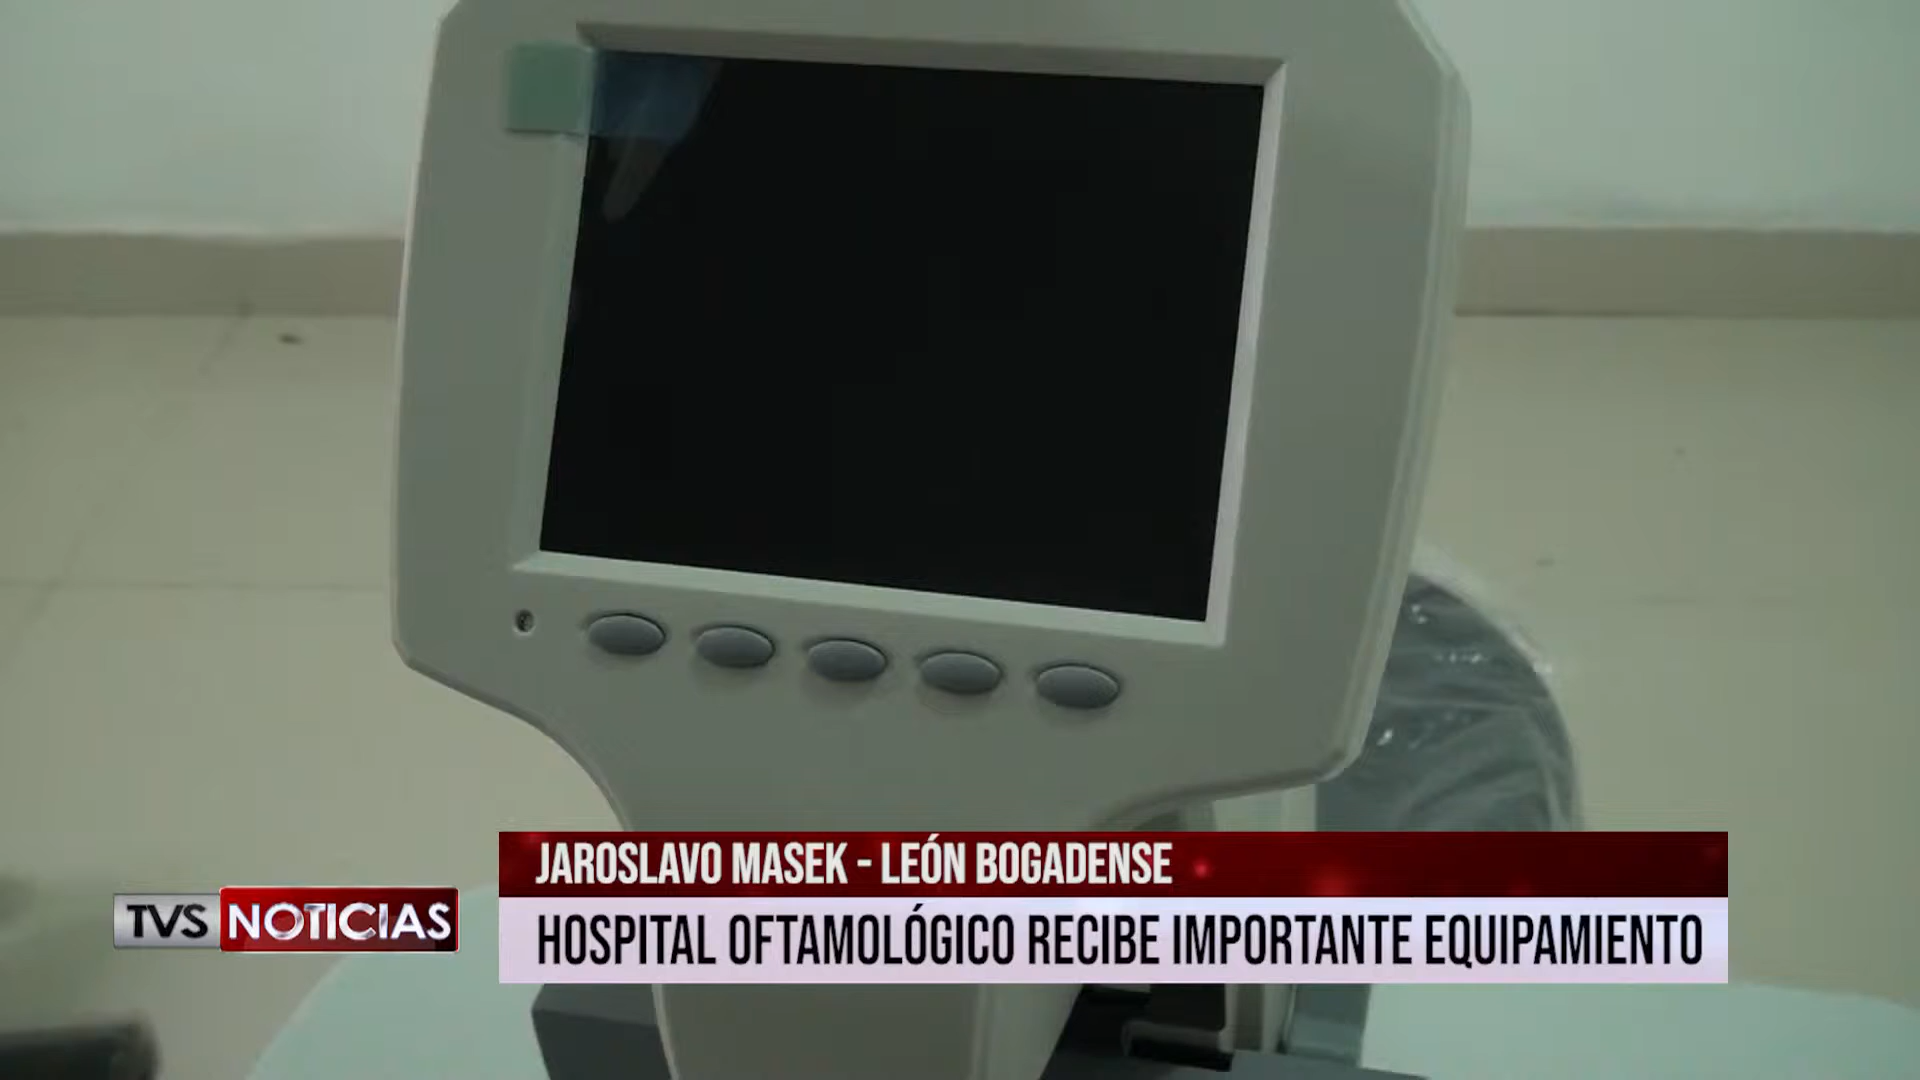 JAROSLAVO MASEK - LEÓN BOGADENSE
TVS NOTICIAS
HOSPITAL OFTAMOLÓGICO RECIBE IMPORTANTE EQUIPAMIENTO